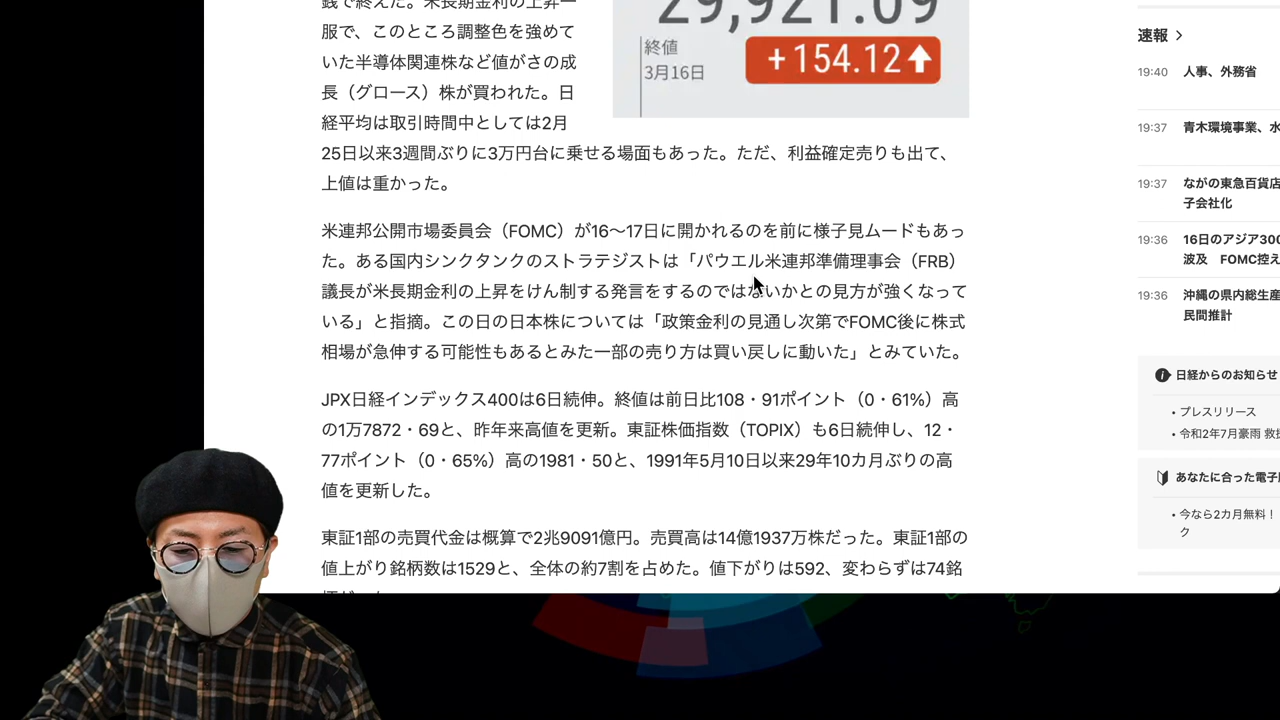 銭で終えた。米長期金利の上昇一
服で、このところ調整色を強めて
いた半導体関連株など値がさの成
長（グロース）株が買われた。日
経平均は取引時間中としては2月
25日以来3週間ぶりに3万円台に乗せる場面もあった。ただ、利益確定売りも出て、
上値は重かった。
29,921.09
終値
3月16日
+154.12
米連邦公開市場委員会（FOMC）が16〜17日に開かれるのを前に様子見ムードもあっ
た。ある国内シンクタンクのストラテジストは「パウエル米連邦準備理事会（FRB）
議長が米長期金利の上昇をけん制する発言をするのではないかとの見方が強くなって
いる」と指摘。この日の日本株については「政策金利の見通し次第でFOMC後に株式
相場が急伸する可能性もあるとみた一部の売り方は買い戻しに動いた」とみていた。
JPX日経インデックス400は6日続伸。終値は前日比108・91ポイント（0・61%）高
の1万7872・69と、昨年来高値を更新。東証株価指数（TOPIX）も6日続伸し、12・
77ポイント（0・65%）高の1981・50と、1991年5月10日以来29年10カ月ぶりの高
値を更新した。
東証1部の売買代金は概算で2兆9091億円。売買高は14億1937万株だった。東証1部の
値上がり銘柄数は1529と、全体の約7割を占めた。値下がりは592、変わらずは74銘
速報
19:40 人事、外務省
19:37 青木環境事業、水
19:37 ながの東急百貨店
子会社化
19:36 16日のアジア300
波及 FOMC控え
19:36 沖縄の県内総生産
民間推計
日経からのお知らせ
・プレスリリース
・令和2年7月豪雨 救援
あなたに合った電子版
・今なら2カ月無料！
ク